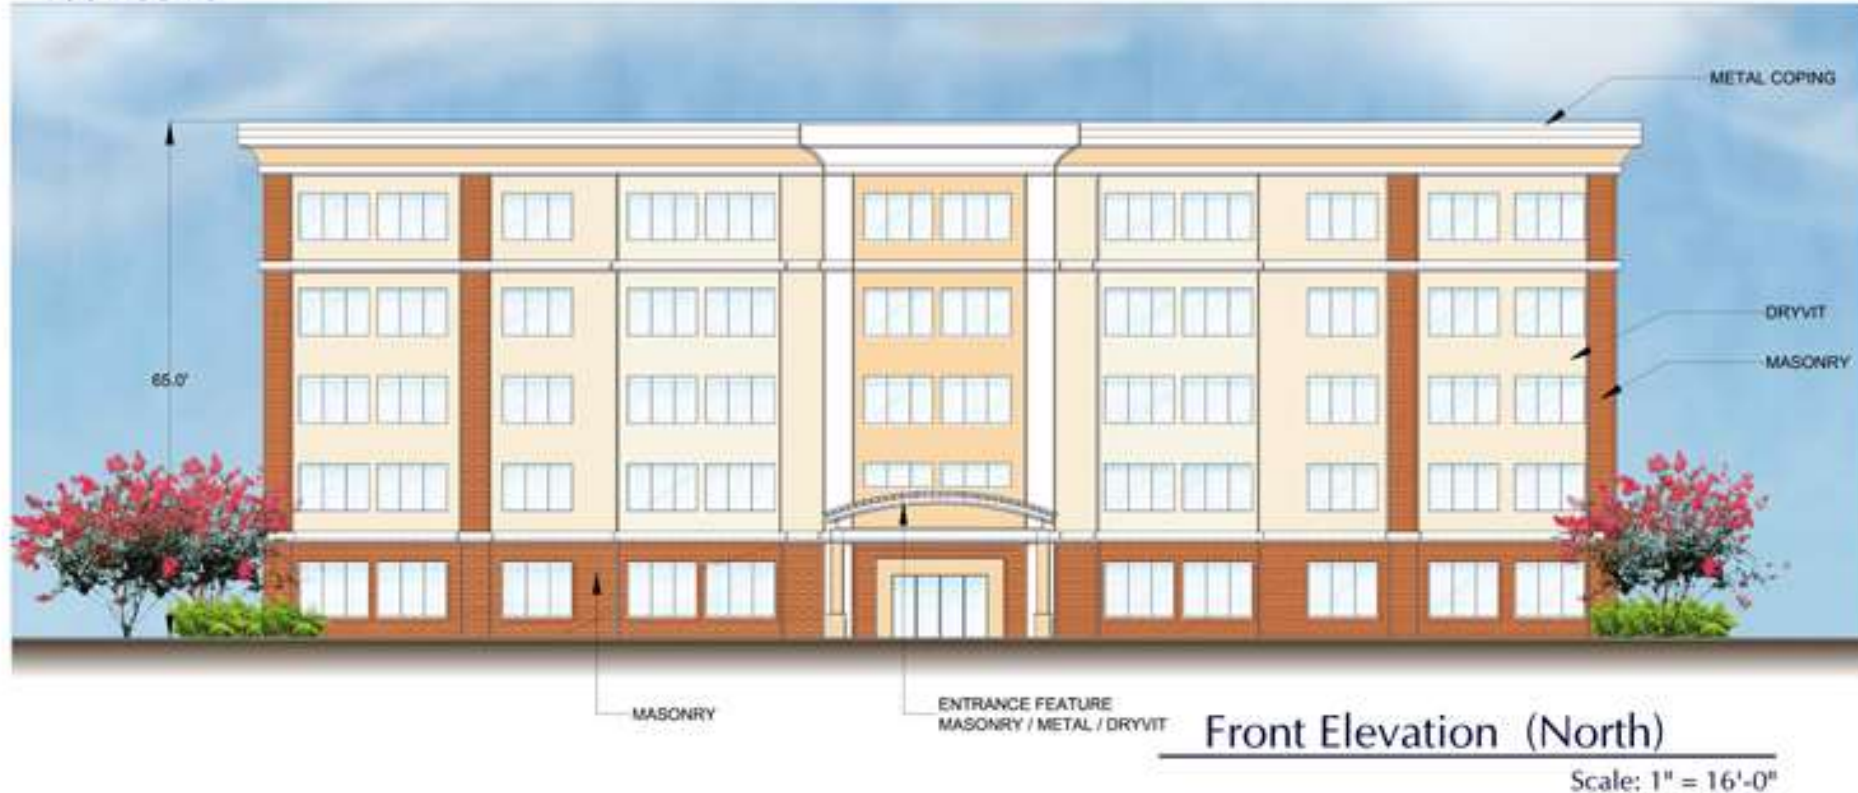 METAL COPING
DRYVIT
MASONRY
65.0'
MASONRY
ENTRANCE FEATURE
MASONRY / METAL / DRYVIT
Front Elevation (North)
Scale: 1" = 16'-0"